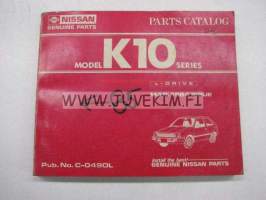 NISSAN
GENUINE PARTS
PARTS CATALOG
MODEL K10 SERIES
L-DRIVE
WWW.JUVEKIM.FI
Install the best!
GENUINE NISSAN PARTS
Pub. No. C-0490L